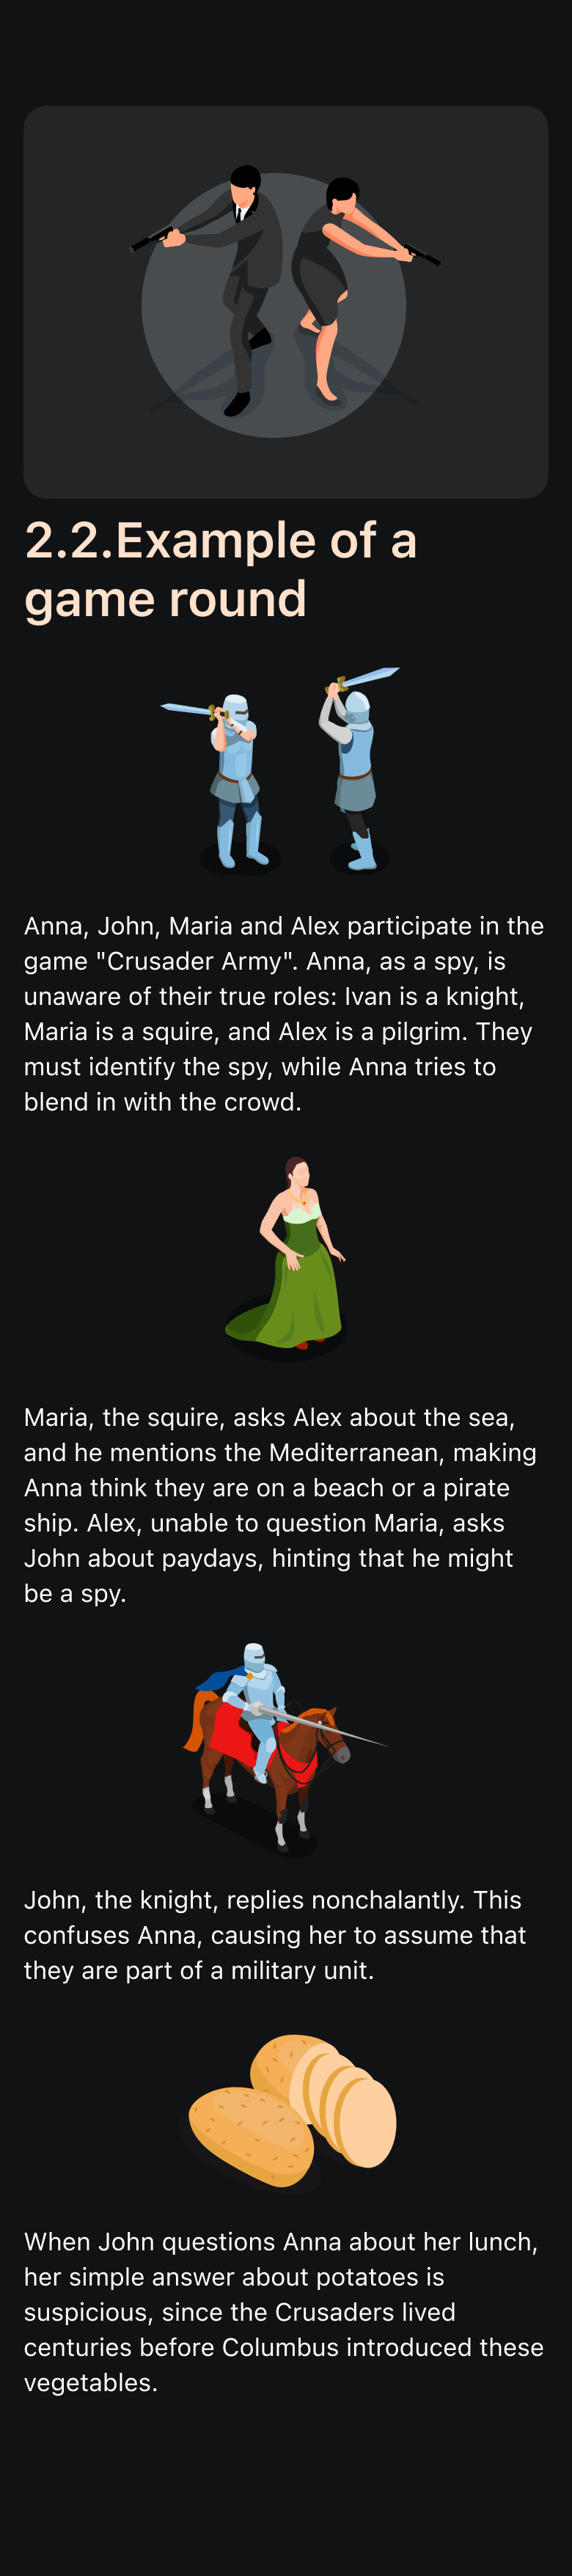 2.2.Example of a
game round
Anna, John, Maria and Alex participate in the
game "Crusader Army". Anna, as a spy, is
unaware of their true roles: Ivan is a knight,
Maria is a squire, and Alex is a pilgrim. They
must identify the spy, while Anna tries to
blend in with the crowd.
Maria, the squire, asks Alex about the sea,
and he mentions the Mediterranean, making
Anna think they are on a beach or a pirate
ship. Alex, unable to question Maria, asks
John about paydays, hinting that he might
be a spy.
John, the knight, replies nonchalantly. This
confuses Anna, causing her to assume that
they are part of a military unit.
When John questions Anna about her lunch,
her simple answer about potatoes is
suspicious, since the Crusaders lived
centuries before Columbus introduced these
vegetables.